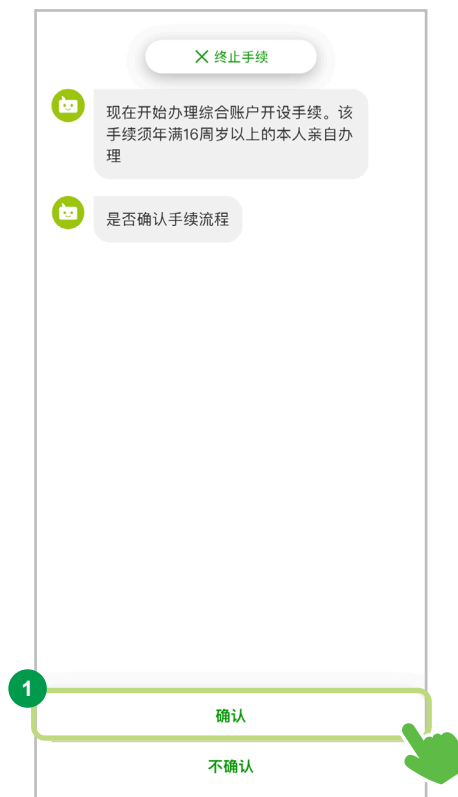 终止手续
现在开始办理综合账户开设手续。该
手续须年满16周岁以上的本人亲自办
理
是否确认手续流程
1
确认
不确认